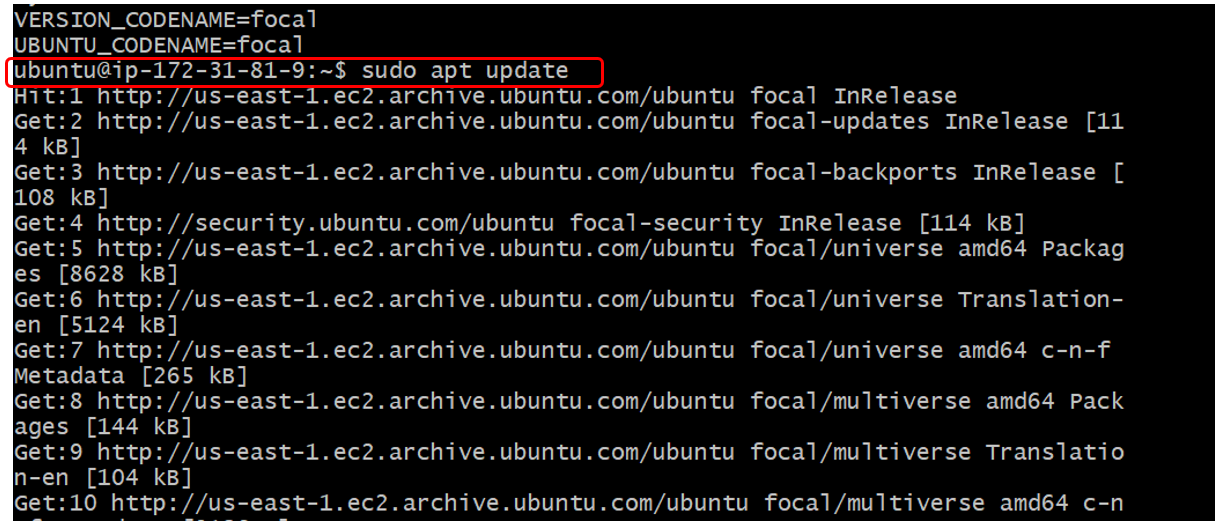 VERSION_CODENAME=focal
UBUNTU_CODENAME=focal
ubuntu@ip-172-31-81-9:~$ sudo apt update
Hit:1 http://us-east-1.ec2.archive.ubuntu.com/ubuntu focal InRelease
Get:2 http://us-east-1.ec2.archive.ubuntu.com/ubuntu focal-updates InRelease [11
4 kB]
Get:3 http://us-east-1.ec2.archive.ubuntu.com/ubuntu focal-backports InRelease [
108 kB]
Get:4 http://security.ubuntu.com/ubuntu focal-security InRelease [114 kB]
Get:5 http://us-east-1.ec2.archive.ubuntu.com/ubuntu focal/universe amd64 Packag
es [8628 kB]
Get:6 http://us-east-1.ec2.archive.ubuntu.com/ubuntu focal/universe Translation-
en [5124 kB]
Get:7 http://us-east-1.ec2.archive.ubuntu.com/ubuntu focal/universe amd64 c-n-f
Metadata [265 kB]
Get:8 http://us-east-1.ec2.archive.ubuntu.com/ubuntu focal/multiverse amd64 Pack
ages [144 kB]
Get:9 http://us-east-1.ec2.archive.ubuntu.com/ubuntu focal/multiverse Translatio
n-en [104 kB]
Get:10 http://us-east-1.ec2.archive.ubuntu.com/ubuntu focal/multiverse amd64 c-n